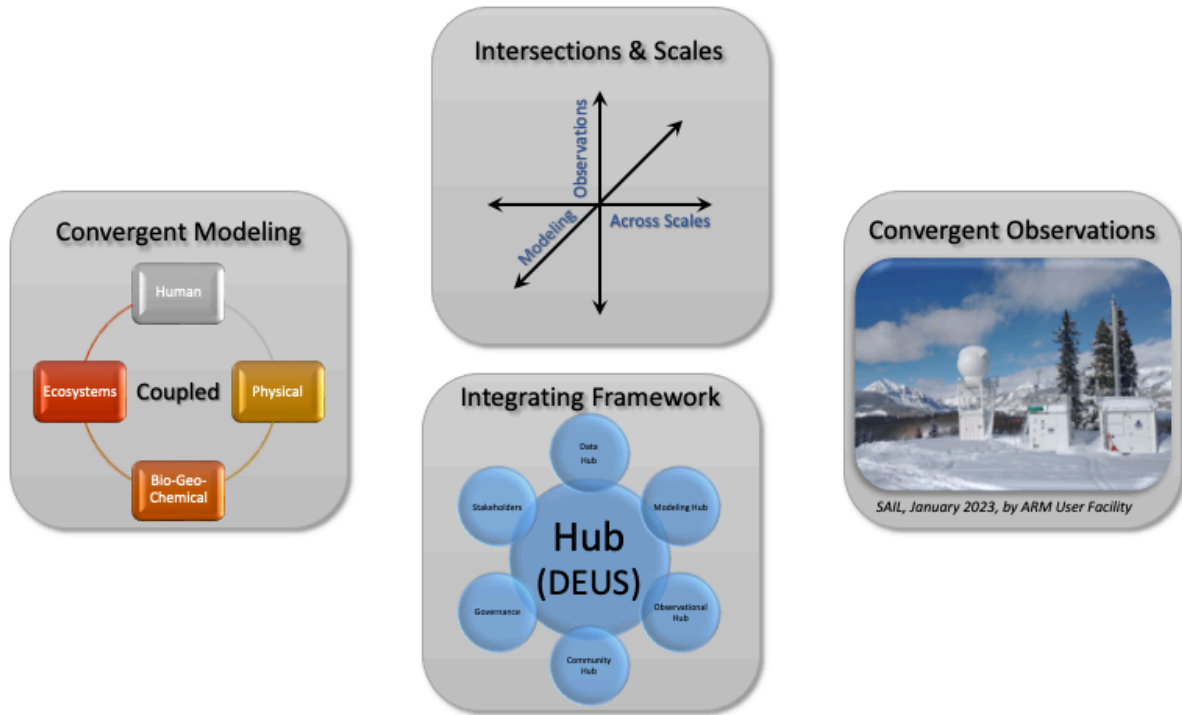 Intersections & Scales
Observations
Modeling
Across Scales
Convergent Modeling
Human
Ecosystems
Coupled
Physical
Bio-Geo-
Chemical
Integrating Framework
Data
Hub
Stakeholders
Modeling Hub
Hub
(DEUS)
Governance
Observational
Hub
Community
Hub
Convergent Observations
SAIL, January 2023, by ARM User Facility